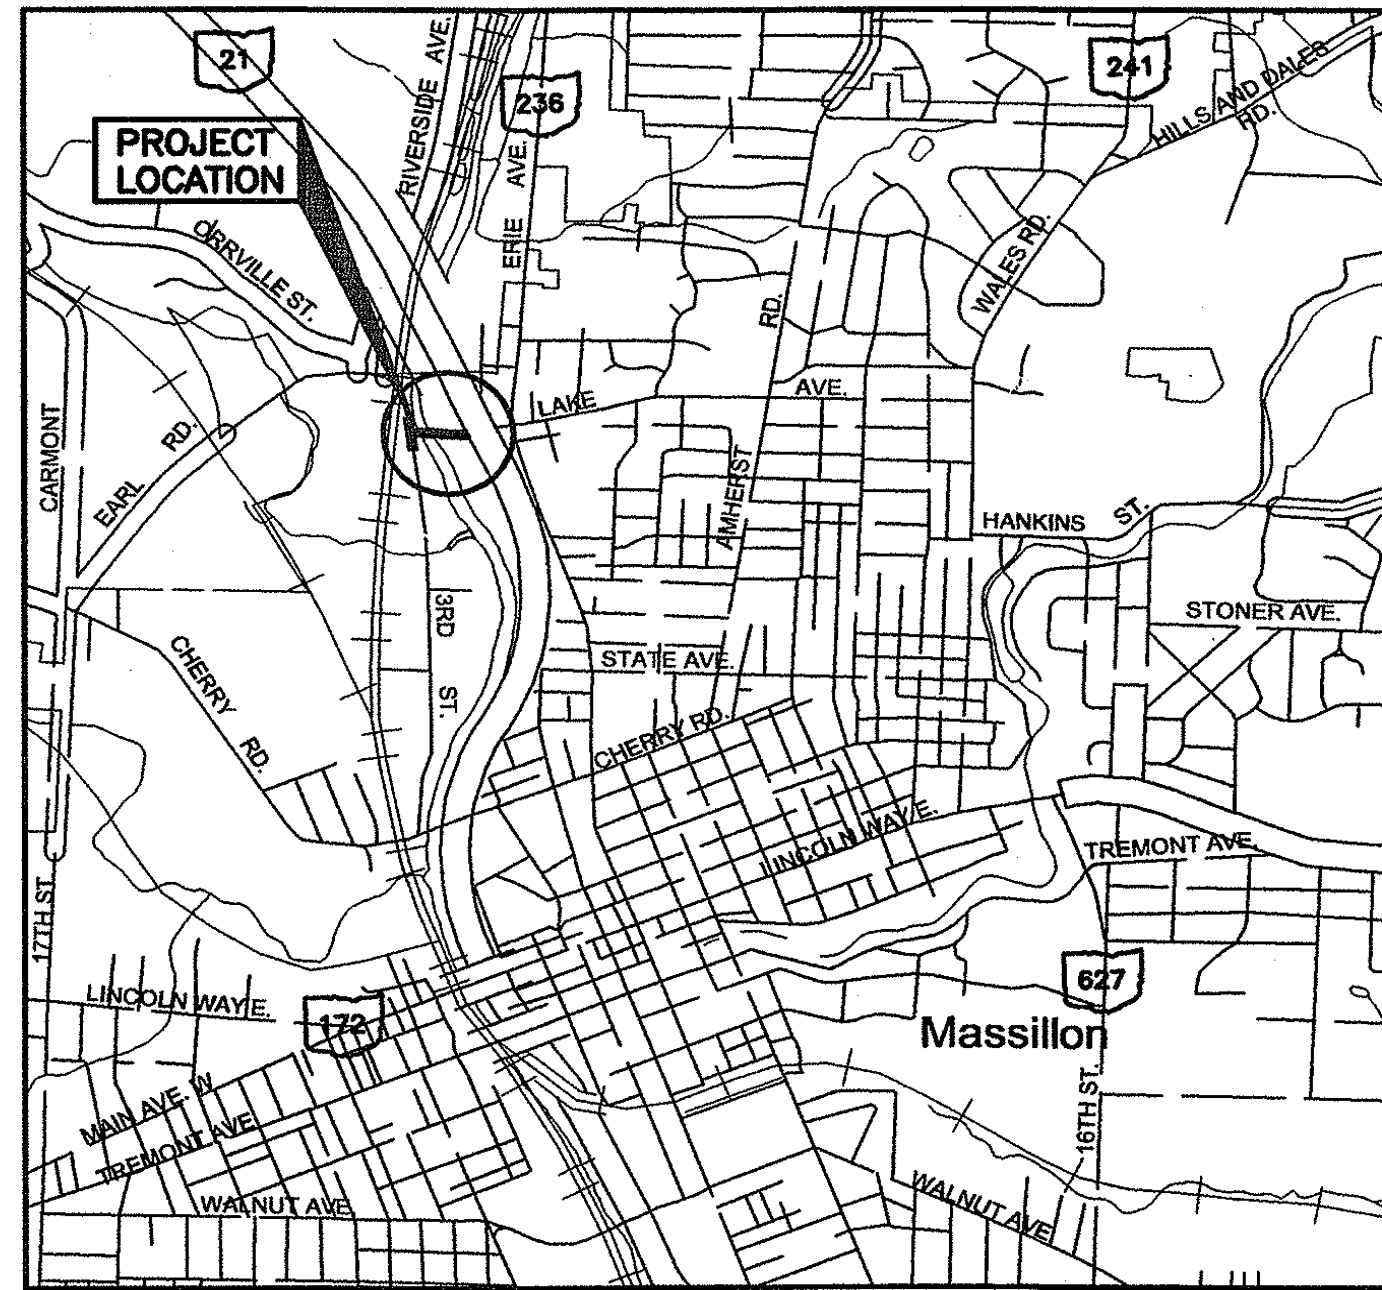 21
RIVERSIDE AVE.
236
241
HILLS AND DALES
RD.
PROJECT
LOCATION
ORRVILLE ST.
ERIE AVE.
WALES RD.
RD.
AVE.
LAKE
CARMONT
EARL RD.
AMHERST
HANKINS ST.
3RD ST.
STONER AVE.
STATE AVE.
CHERRY RD.
CHERRY RD.
LINCOLN WAY E.
TREMONT AVE.
17TH ST
LINCOLN WAY E.
172
627
Massillon
MAIN AVE. W
TREMONT AVE
16TH ST.
WALNUT AVE
WALNUT AVE